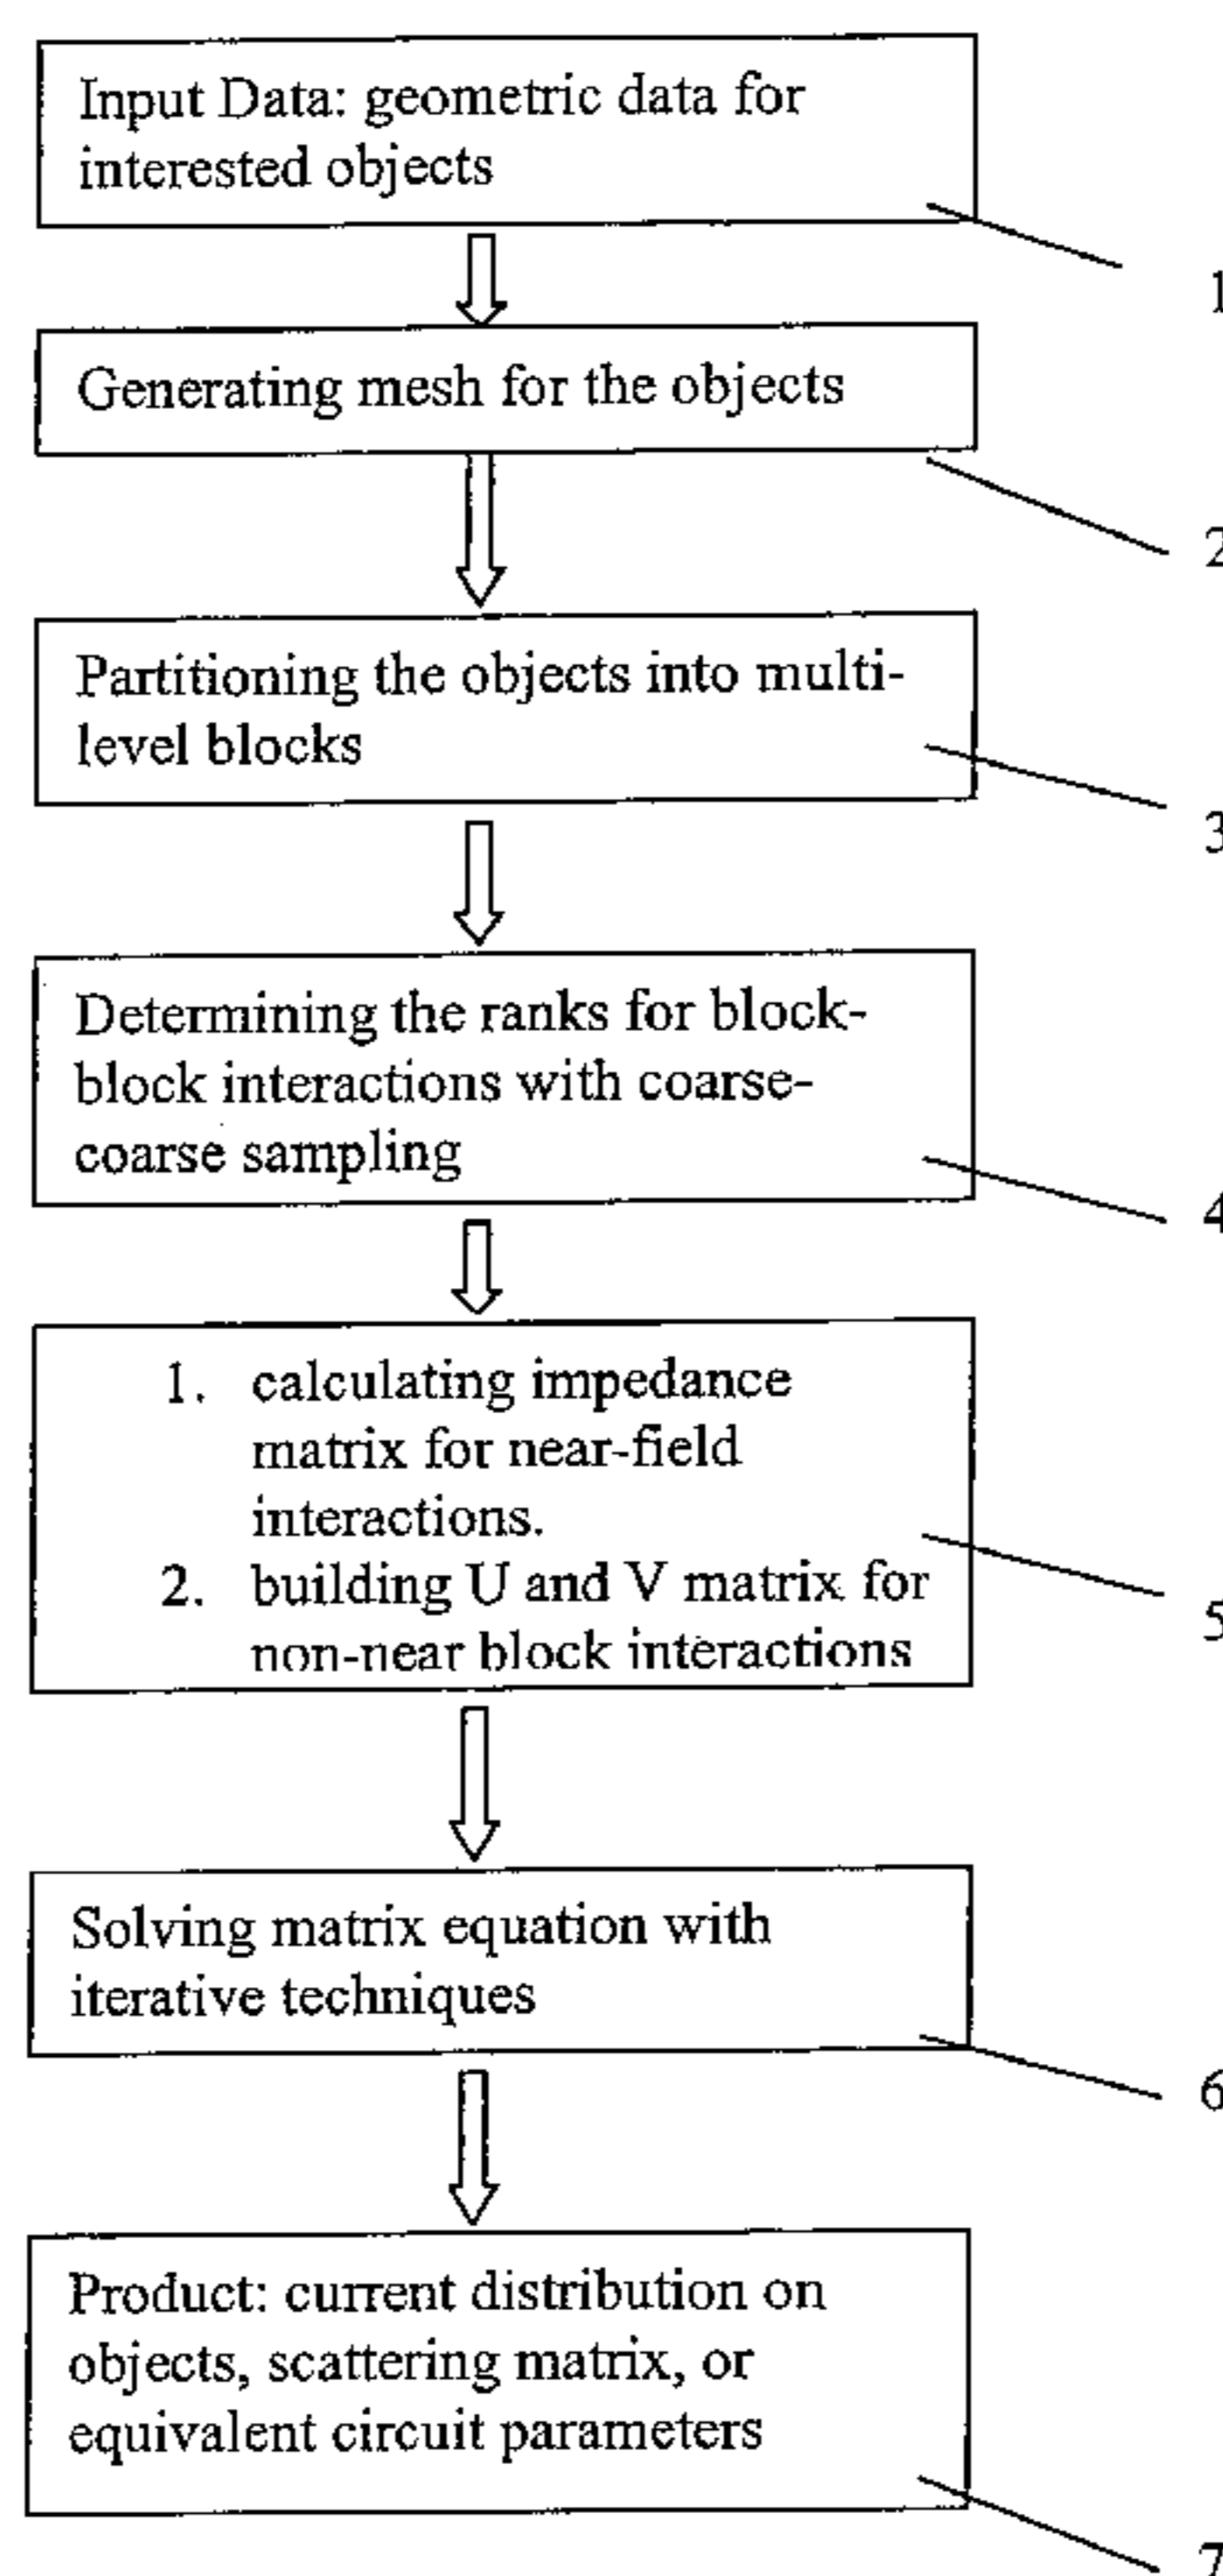 Input Data: geometric data for
interested objects
1
Generating mesh for the objects
2
Partitioning the objects into multi-
level blocks
3
Determining the ranks for block-
block interactions with coarse-
coarse sampling
4
1. calculating impedance
matrix for near-field
interactions.
2. building U and V matrix for
non-near block interactions
5
Solving matrix equation with
iterative techniques
6
Product: current distribution on
objects, scattering matrix, or
equivalent circuit parameters
7